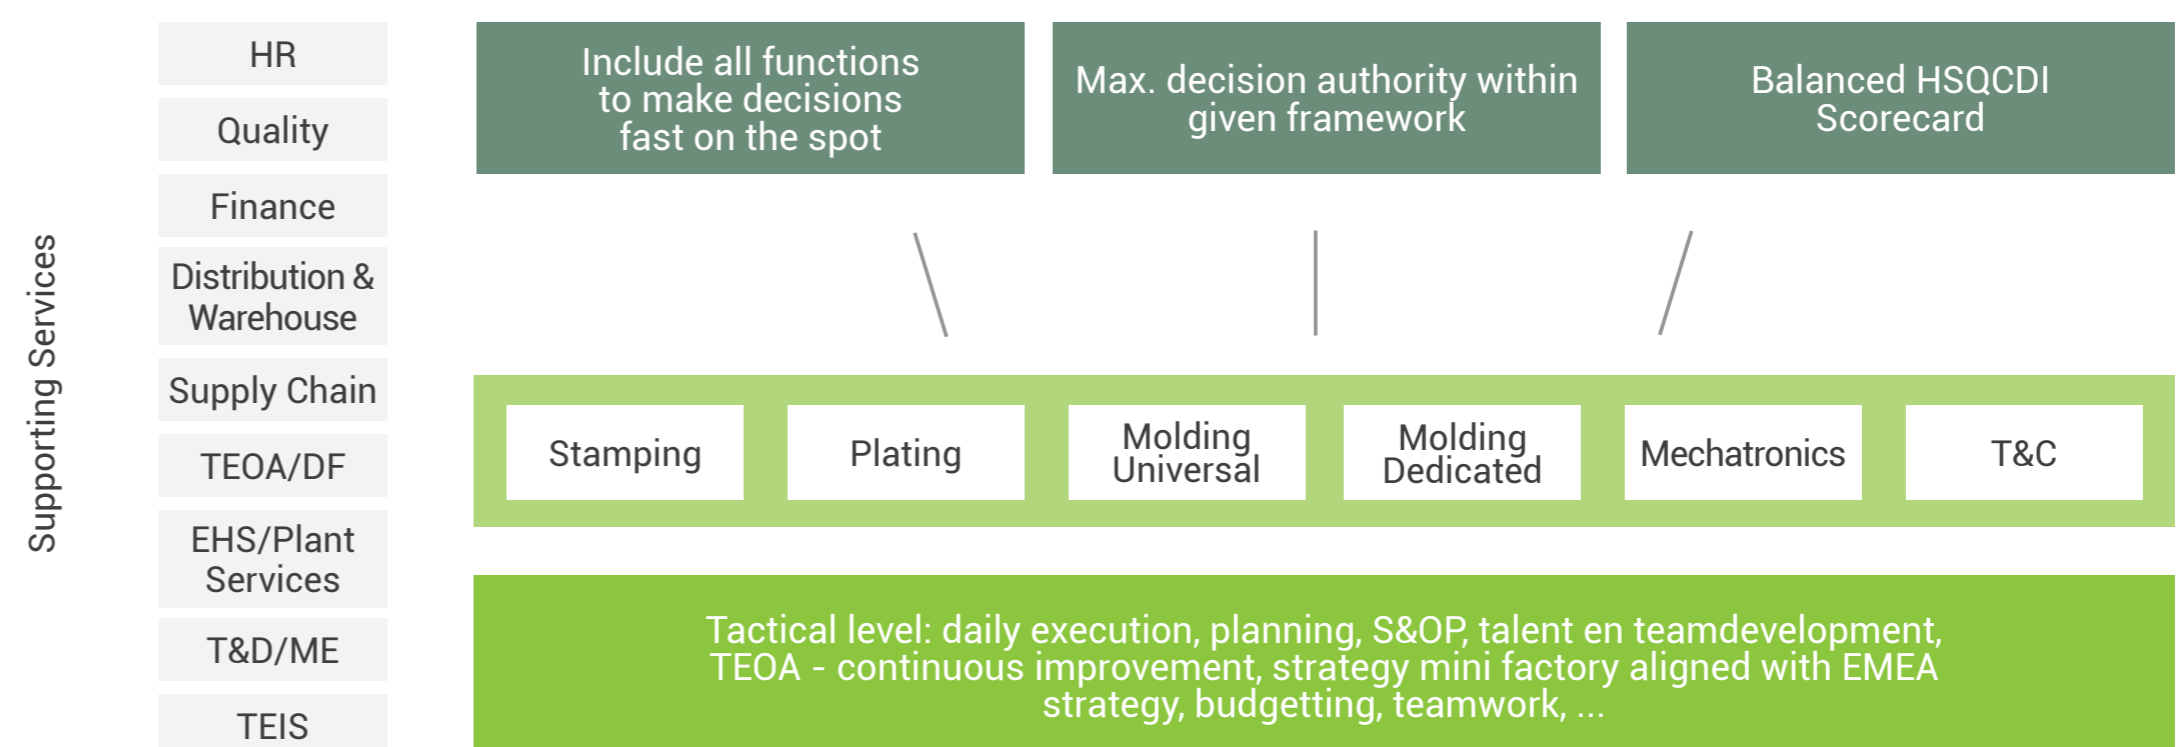 Supporting Services
HR
Quality
Finance
Distribution &
Warehouse
Supply Chain
TEOA/DF
EHS/Plant
Services
T&D/ME
TEIS
Include all functions
to make decisions
fast on the spot
Max. decision authority within
given framework
Balanced HSQCDI
Scorecard
Stamping
Plating
Molding
Universal
Molding
Dedicated
Mechatronics
T&C
Tactical level: daily execution, planning, S&OP, talent en teamdevelopment,
TEOA - continuous improvement, strategy mini factory aligned with EMEA
strategy, budgetting, teamwork, ...